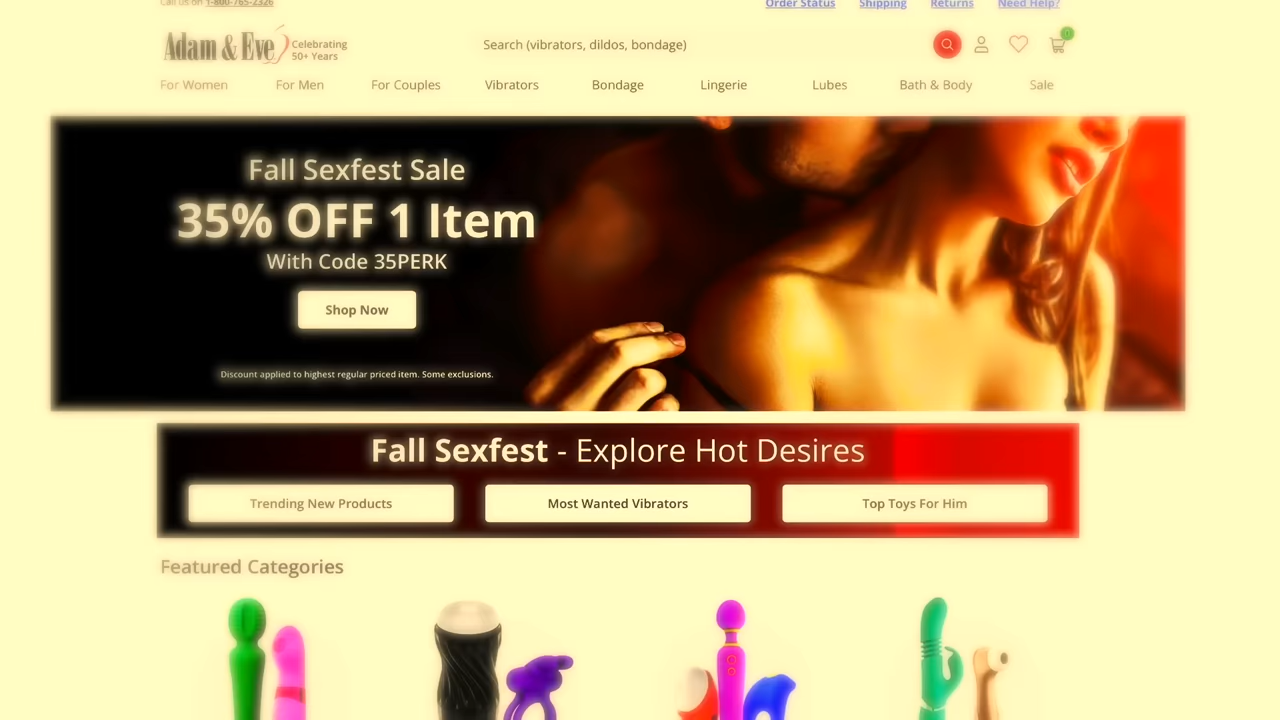 Call us on 1-800-765-2326
Order Status Shipping Returns Need Help?
Adam & Eve Celebrating
50+ Years
Search (vibrators, dildos, bondage)
For Women For Men For Couples Vibrators Bondage Lingerie Lubes Bath & Body Sale
Fall Sexfest Sale
35% OFF 1 Item
With Code 35PERK
Shop Now
Discount applied to highest regular priced item. Some exclusions.
Fall Sexfest - Explore Hot Desires
Trending New Products Most Wanted Vibrators Top Toys For Him
Featured Categories